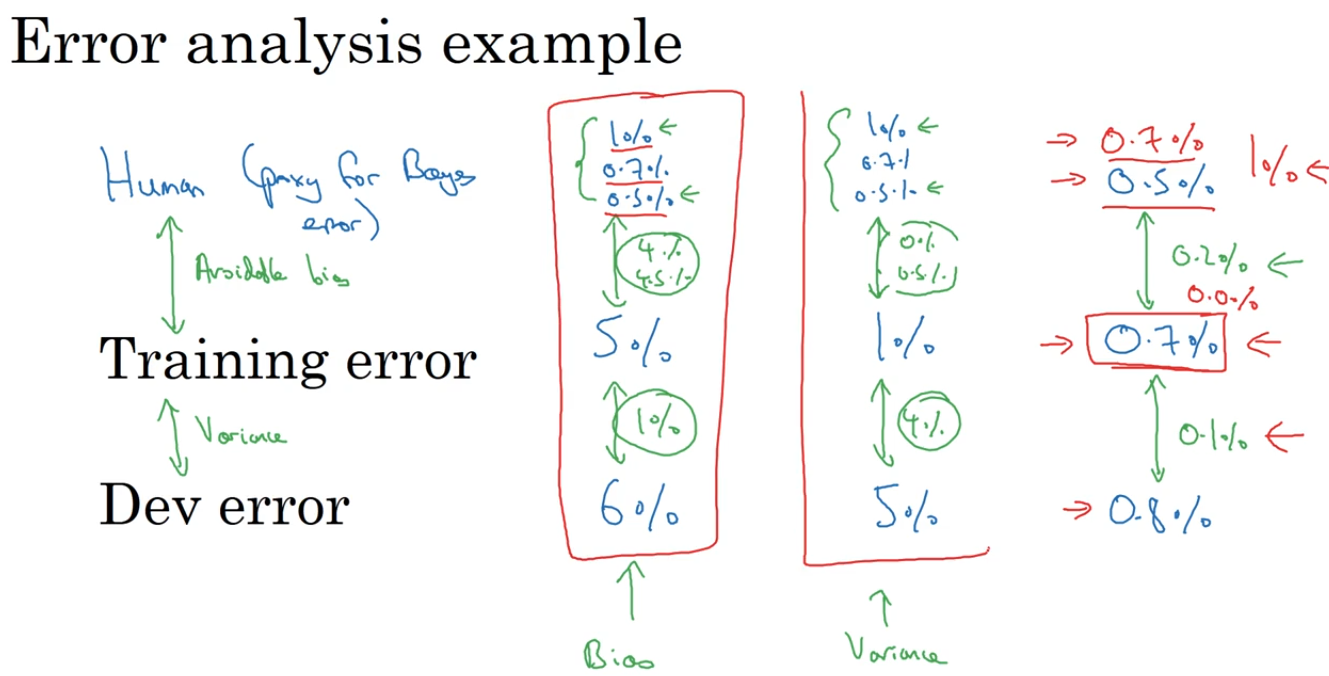 Error analysis example
Human (proxy for Bayes
error)
1% ←
0.7%
0.5% ←
1% ←
0.7%
0.5% ←
→ 0.7%
→ 0.5%
1% ←
Avoidable bias
4%
4.5%
0%
0.5%
0.2% ←
0.0%
Training error
5%
1%
→ 0.7% ←
Variance
1%
4%
0.1% ←
Dev error
6%
5%
→ 0.8%
Bias
Variance